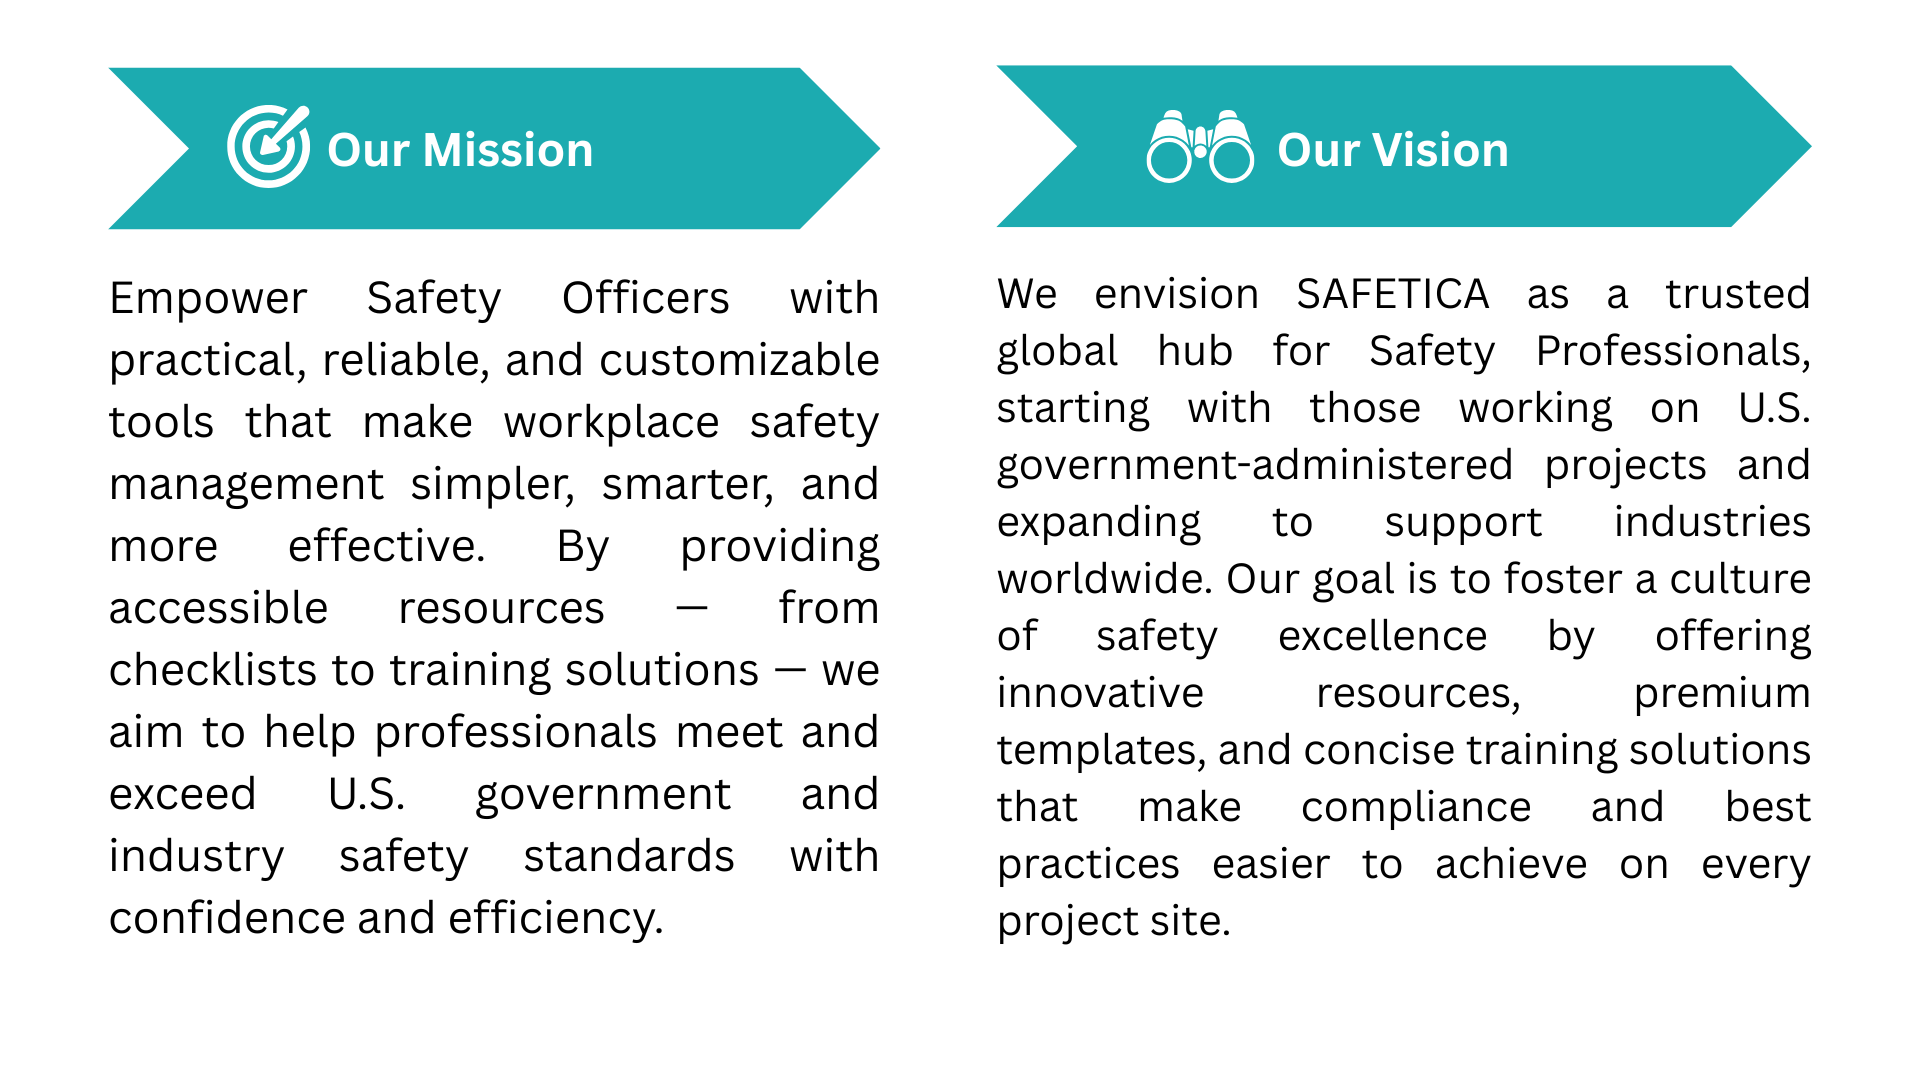 Our Mission
Empower Safety Officers with
practical, reliable, and customizable
tools that make workplace safety
management simpler, smarter, and
more effective. By providing
accessible resources — from
checklists to training solutions — we
aim to help professionals meet and
exceed U.S. government and
industry safety standards with
confidence and efficiency.
Our Vision
We envision SAFETICA as a trusted
global hub for Safety Professionals,
starting with those working on U.S.
government-administered projects and
expanding to support industries
worldwide. Our goal is to foster a culture
of safety excellence by offering
innovative resources, premium
templates, and concise training solutions
that make compliance and best
practices easier to achieve on every
project site.